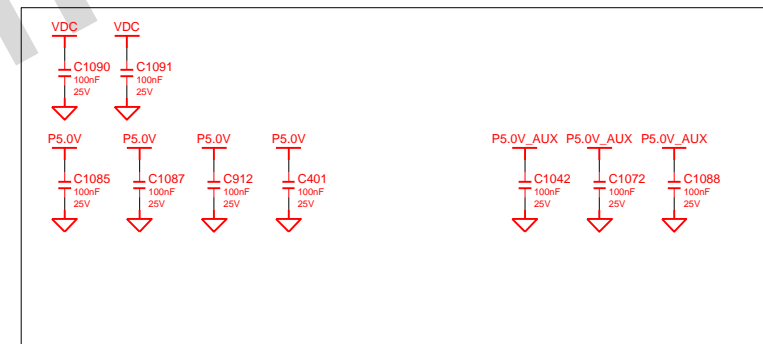 VDC VDC
C1090 C1091
100nF 100nF
25V 25V
P5.0V P5.0V P5.0V P5.0V P5.0V_AUX P5.0V_AUX P5.0V_AUX
C1085 C1087 C912 C401 C1042 C1072 C1088
100nF 100nF 100nF 100nF 100nF 100nF 100nF
25V 25V 25V 25V 25V 25V 25V